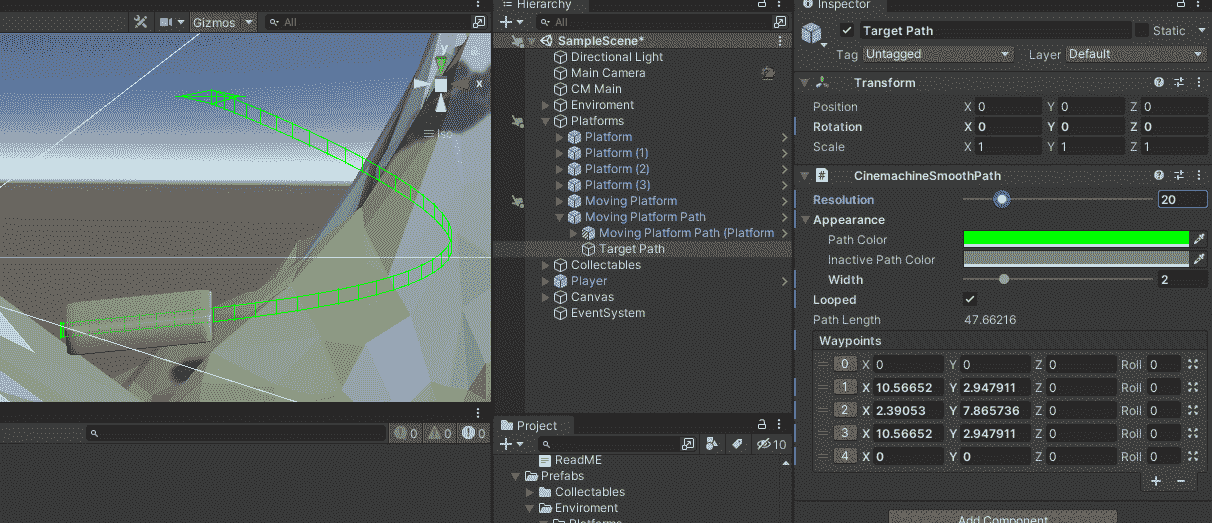 Hierarchy
Inspector
Gizmos
All
All
Target Path
Static
SampleScene*
Tag Untagged
Layer Default
Directional Light
Main Camera
CM Main
Enviroment
Platforms
Platform
Platform (1)
Platform (2)
Platform (3)
Moving Platform
Moving Platform Path
Moving Platform Path (Platform
Target Path
Collectables
Player
Canvas
EventSystem
y
x
Iso
Transform
Position X 0 Y 0 Z 0
Rotation X 0 Y 0 Z 0
Scale X 1 Y 1 Z 1
#
CinemachineSmoothPath
Resolution 20
Appearance
Path Color
Inactive Path Color
Width 2
Looped
Path Length 47.66216
Waypoints
0 X 0 Y 0 Z 0 Roll 0
1 X 10.56652 Y 2.947911 Z 0 Roll 0
2 X 2.39053 Y 7.865736 Z 0 Roll 0
3 X 10.56652 Y 2.947911 Z 0 Roll 0
4 X 0 Y 0 Z 0 Roll 0
+ −
Add Component
0 0 0
Project
10
ReadME
Prefabs
Collectables
Enviroment
Platforms